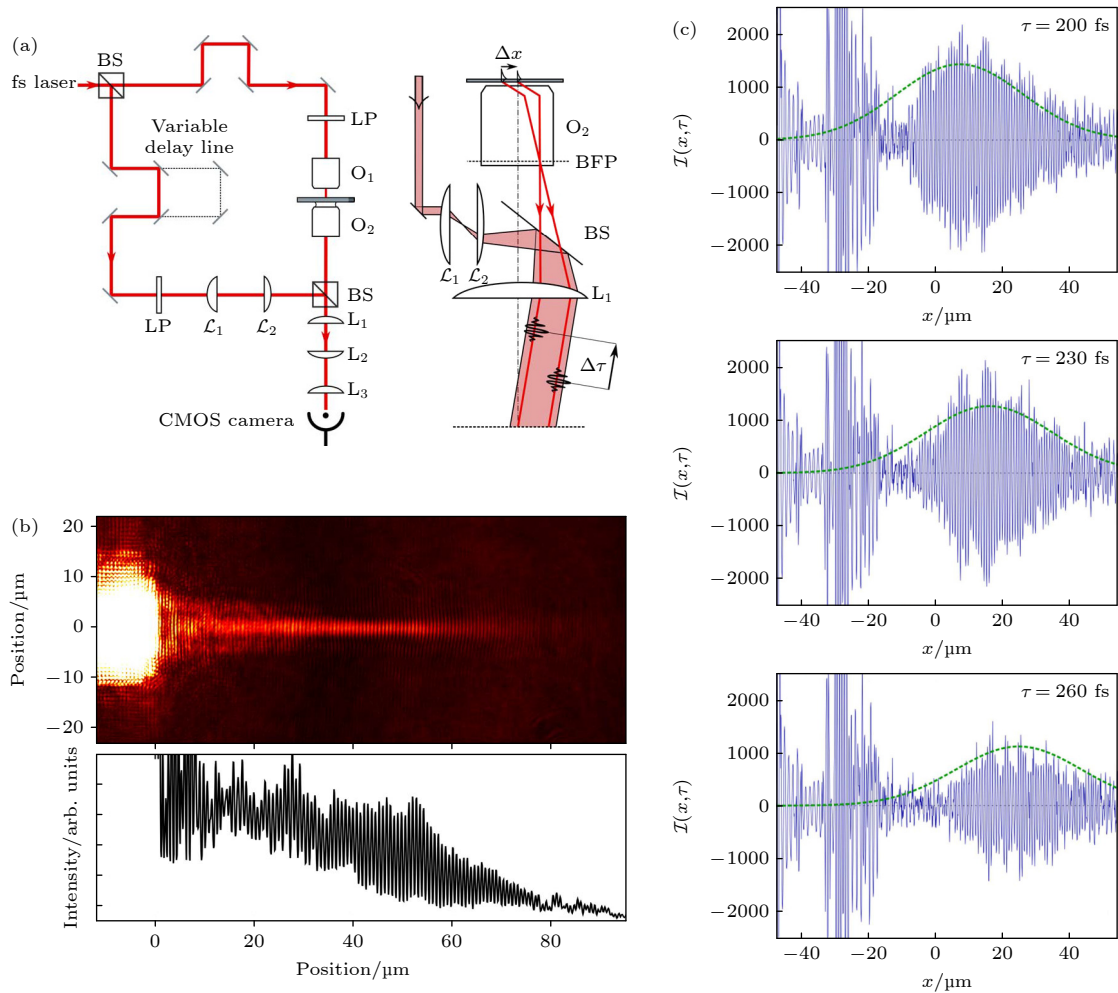 (a)
BS
fs laser
Variable
delay line
LP
O1
O2
BS
LP
ℒ1
ℒ2
L1
L2
L3
CMOS camera
Δx
O2
BFP
BS
ℒ1
ℒ2
L1
Δτ
(b)
Position/µm
20
10
0
−10
−20
Intensity/arb. units
0 20 40 60 80
Position/µm
(c)
τ = 200 fs
ℐ(x,τ)
2000
1000
0
−1000
−2000
−40 −20 0 20 40
x/µm
τ = 230 fs
ℐ(x,τ)
2000
1000
0
−1000
−2000
−40 −20 0 20 40
x/µm
τ = 260 fs
ℐ(x,τ)
2000
1000
0
−1000
−2000
−40 −20 0 20 40
x/µm